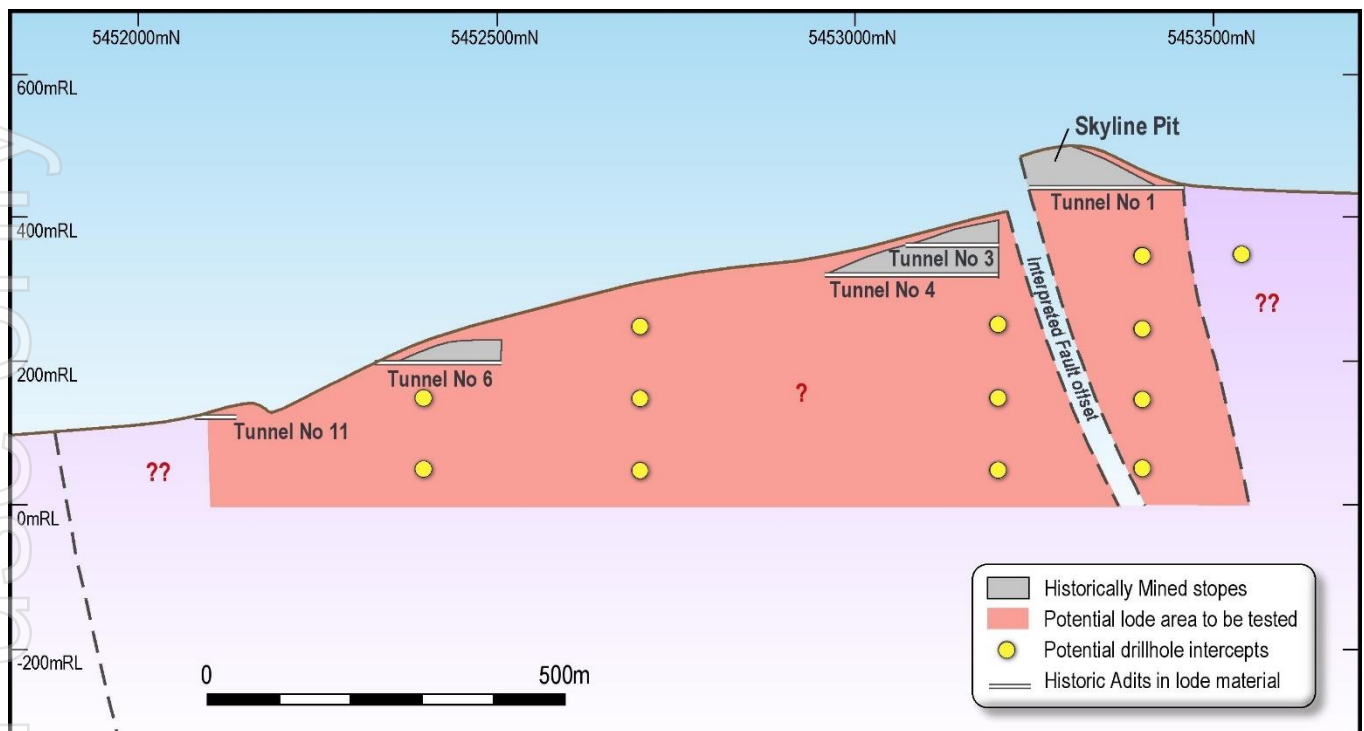 5452000mN
5452500mN
5453000mN
5453500mN
600mRL
Skyline Pit
Tunnel No 1
400mRL
Tunnel No 3
Tunnel No 4
Interpreted Fault offset
??
200mRL
Tunnel No 6
?
Tunnel No 11
??
0mRL
Historically Mined stopes
Potential lode area to be tested
Potential drillhole intercepts
Historic Adits in lode material
-200mRL
0
500m